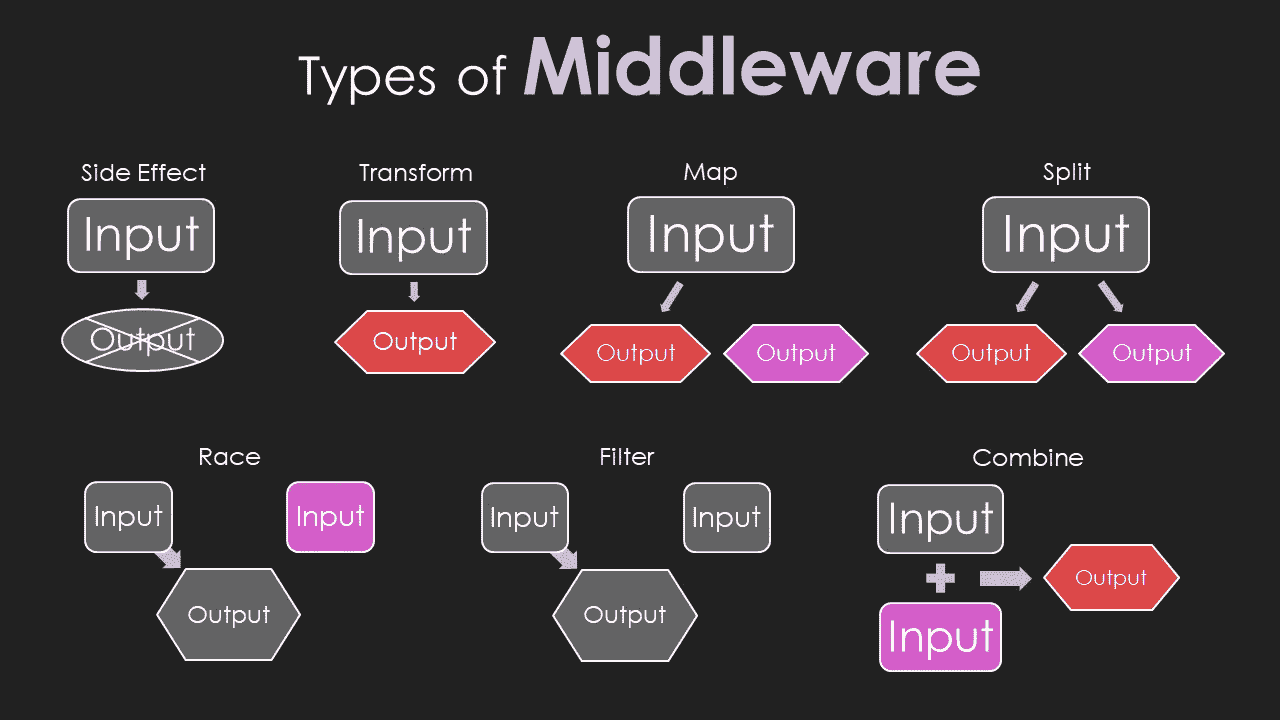 Types of Middleware
Side Effect
Input
Output
Transform
Input
Output
Map
Input
Output
Output
Split
Input
Output
Output
Race
Input
Input
Output
Filter
Input
Input
Output
Combine
Input
+
Input
Output